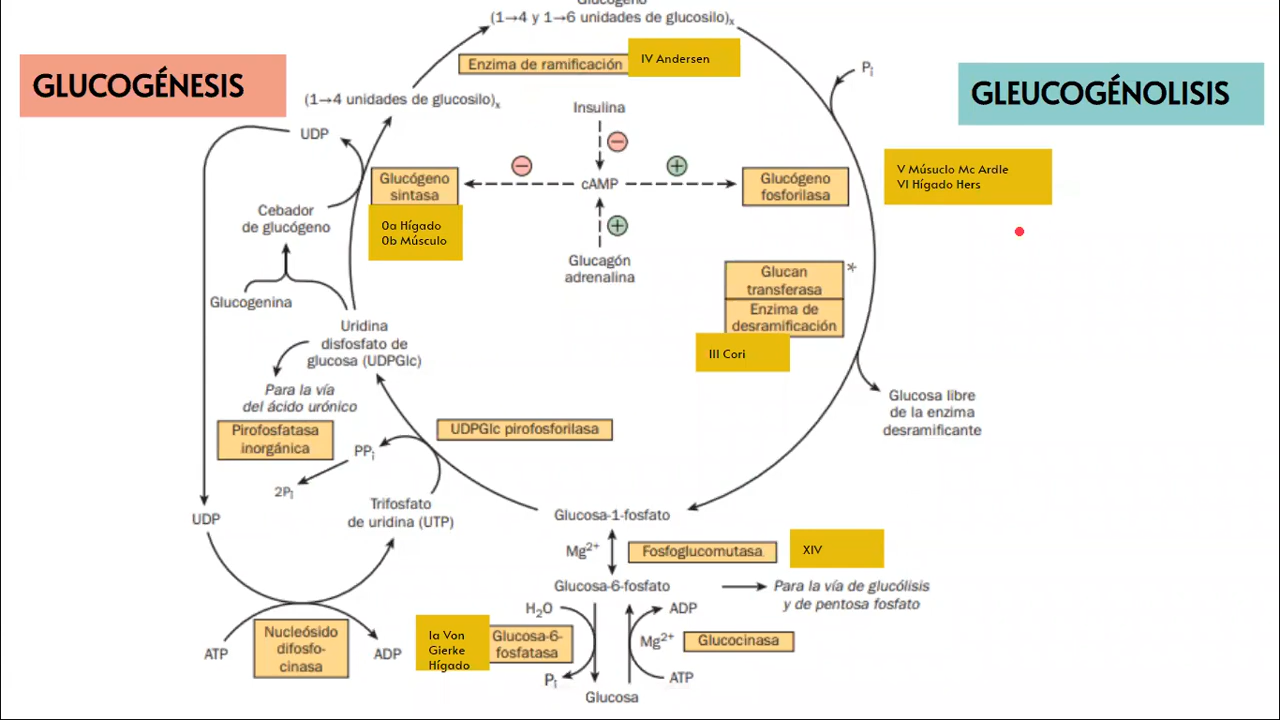 Glucógeno
(1→4 y 1→6 unidades de glucosilo)x
GLUCOGÉNESIS
Enzima de ramificación
IV Andersen
Pi
GLEUCOGÉNOLISIS
(1→4 unidades de glucosilo)x
Insulina
UDP
−
−
+
V Músuclo Mc Ardle
VI Hígado Hers
Glucógeno
sintasa
cAMP
Glucógeno
fosforilasa
0a Hígado
0b Músculo
Cebador
de glucógeno
+
Glucagón
adrenalina
Glucan
transferasa
*
Enzima de
desramificación
Glucogenina
Uridina
disfosfato de
glucosa (UDPGlc)
III Cori
Para la vía
del ácido urónico
Glucosa libre
de la enzima
desramificante
Pirofosfatasa
inorgánica
UDPGlc pirofosforilasa
PPi
2Pi
Trifosfato
de uridina (UTP)
UDP
Glucosa-1-fosfato
Mg2+
Fosfoglucomutasa
XIV
Glucosa-6-fosfato
Para la vía de glucólisis
y de pentosa fosfato
H2O
ADP
Nucleósido
difosfo-
cinasa
ATP
ADP
Ia Von
Gierke
Hígado
Glucosa-6-
fosfatasa
Mg2+
Glucocinasa
Pi
ATP
Glucosa